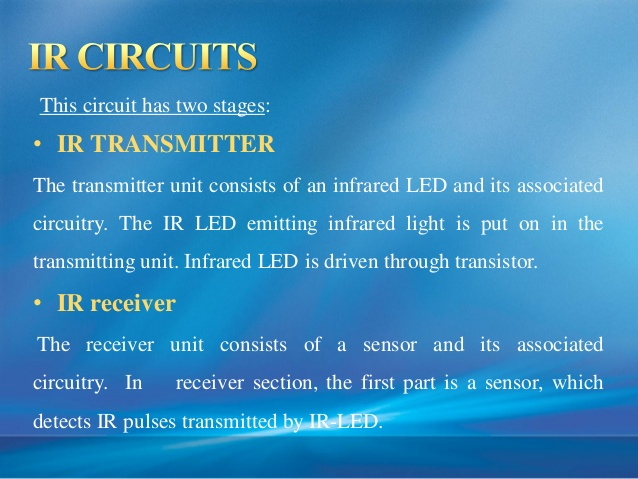 IR CIRCUITS
This circuit has two stages:
• IR TRANSMITTER
The transmitter unit consists of an infrared LED and its associated
circuitry. The IR LED emitting infrared light is put on in the
transmitting unit. Infrared LED is driven through transistor.
• IR receiver
The receiver unit consists of a sensor and its associated
circuitry. In receiver section, the first part is a sensor, which
detects IR pulses transmitted by IR-LED.